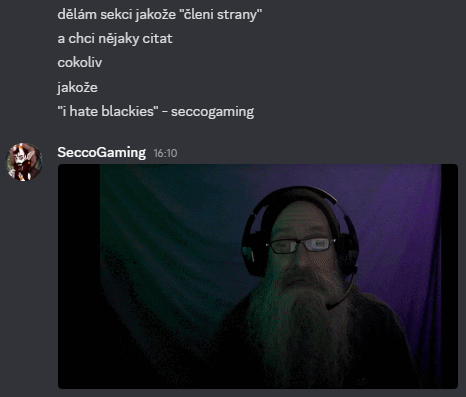 dělám sekci jakože "členi strany"
a chci nějaky citat
cokoliv
jakože
"i hate blackies" - seccogaming
SeccoGaming 16:10